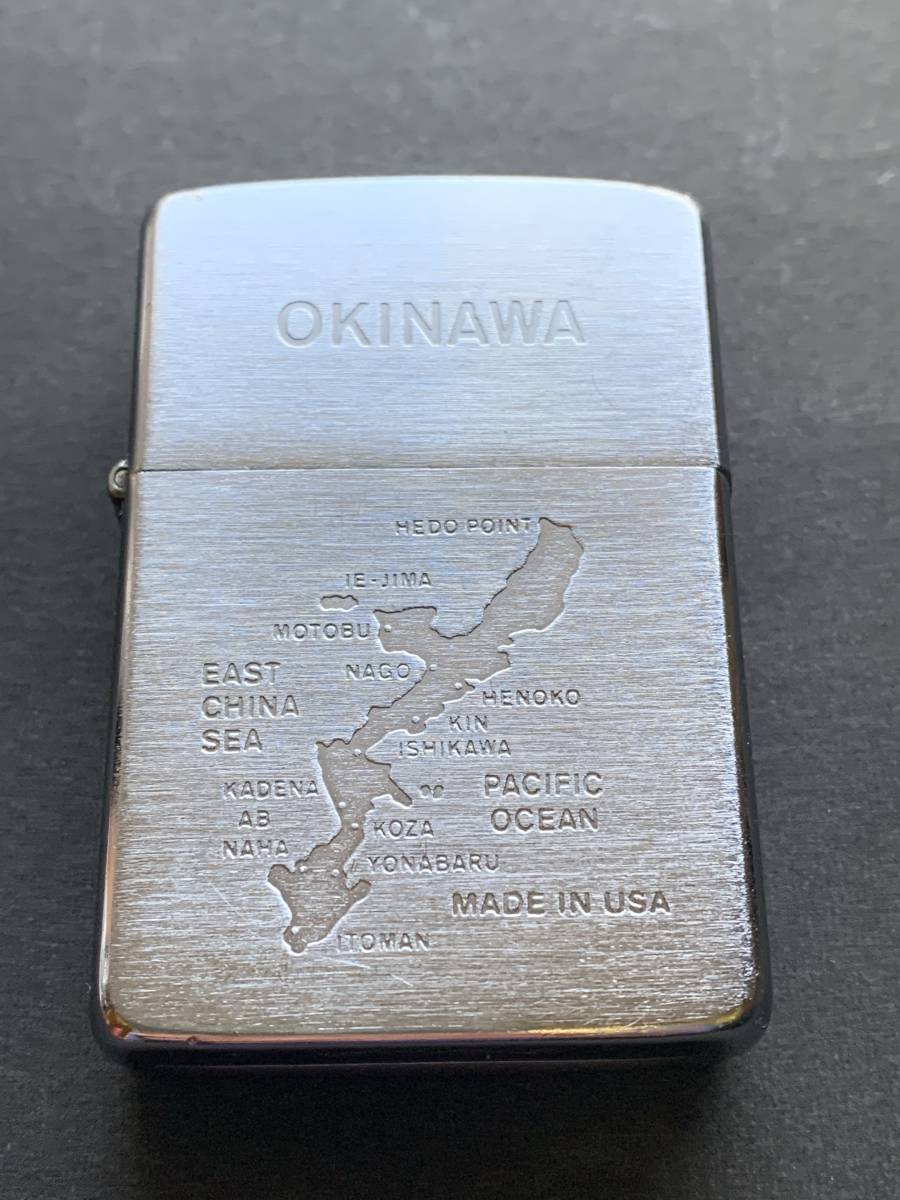 OKINAWA
HEDO POINT
IE-JIMA
MOTOBU
NAGO
EAST
CHINA
SEA
HENOKO
KIN
ISHIKAWA
KADENA
AB
NAHA
PACIFIC
OCEAN
KOZA
YONABARU
MADE IN USA
ITOMAN